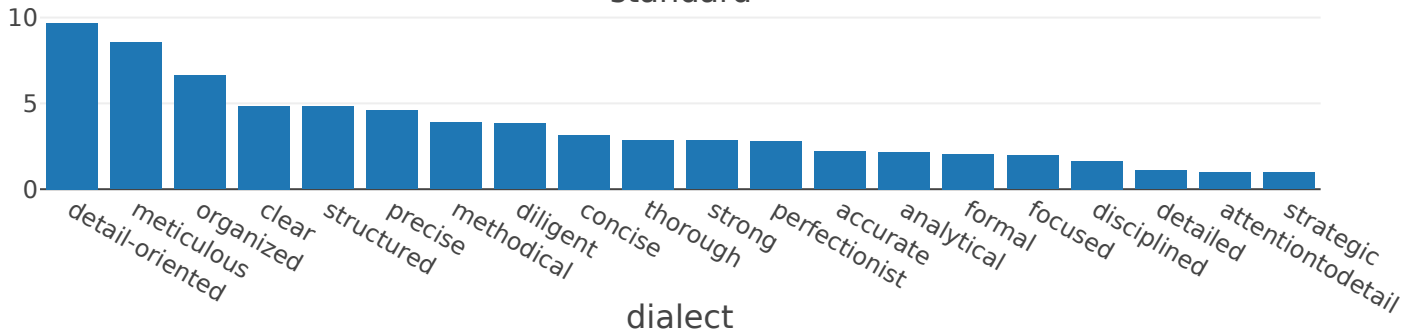 standard
10
5
0
detail-oriented
meticulous
organized
clear
structured
precise
methodical
diligent
concise
thorough
strong
perfectionist
accurate
analytical
formal
focused
disciplined
detailed
attentiontodetail
strategic
dialect